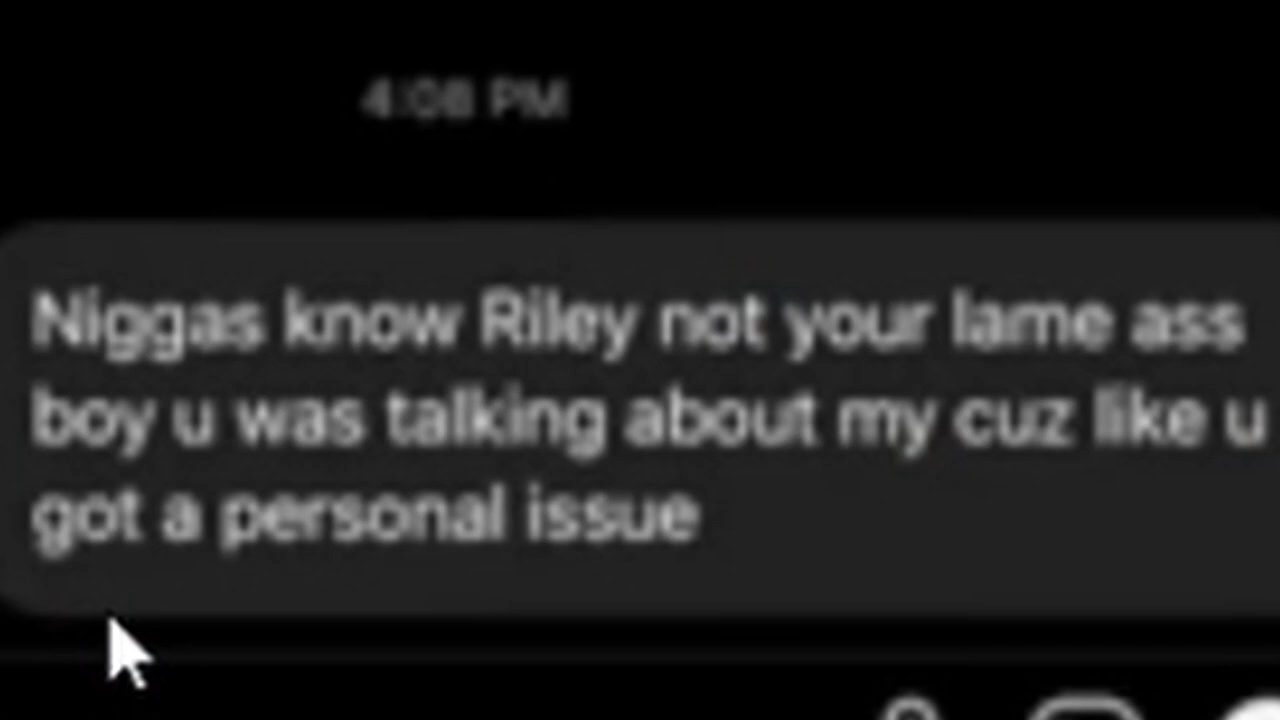 4:08 PM
Niggas know Riley not your lame ass
boy u was talking about my cuz like u
got a personal issue